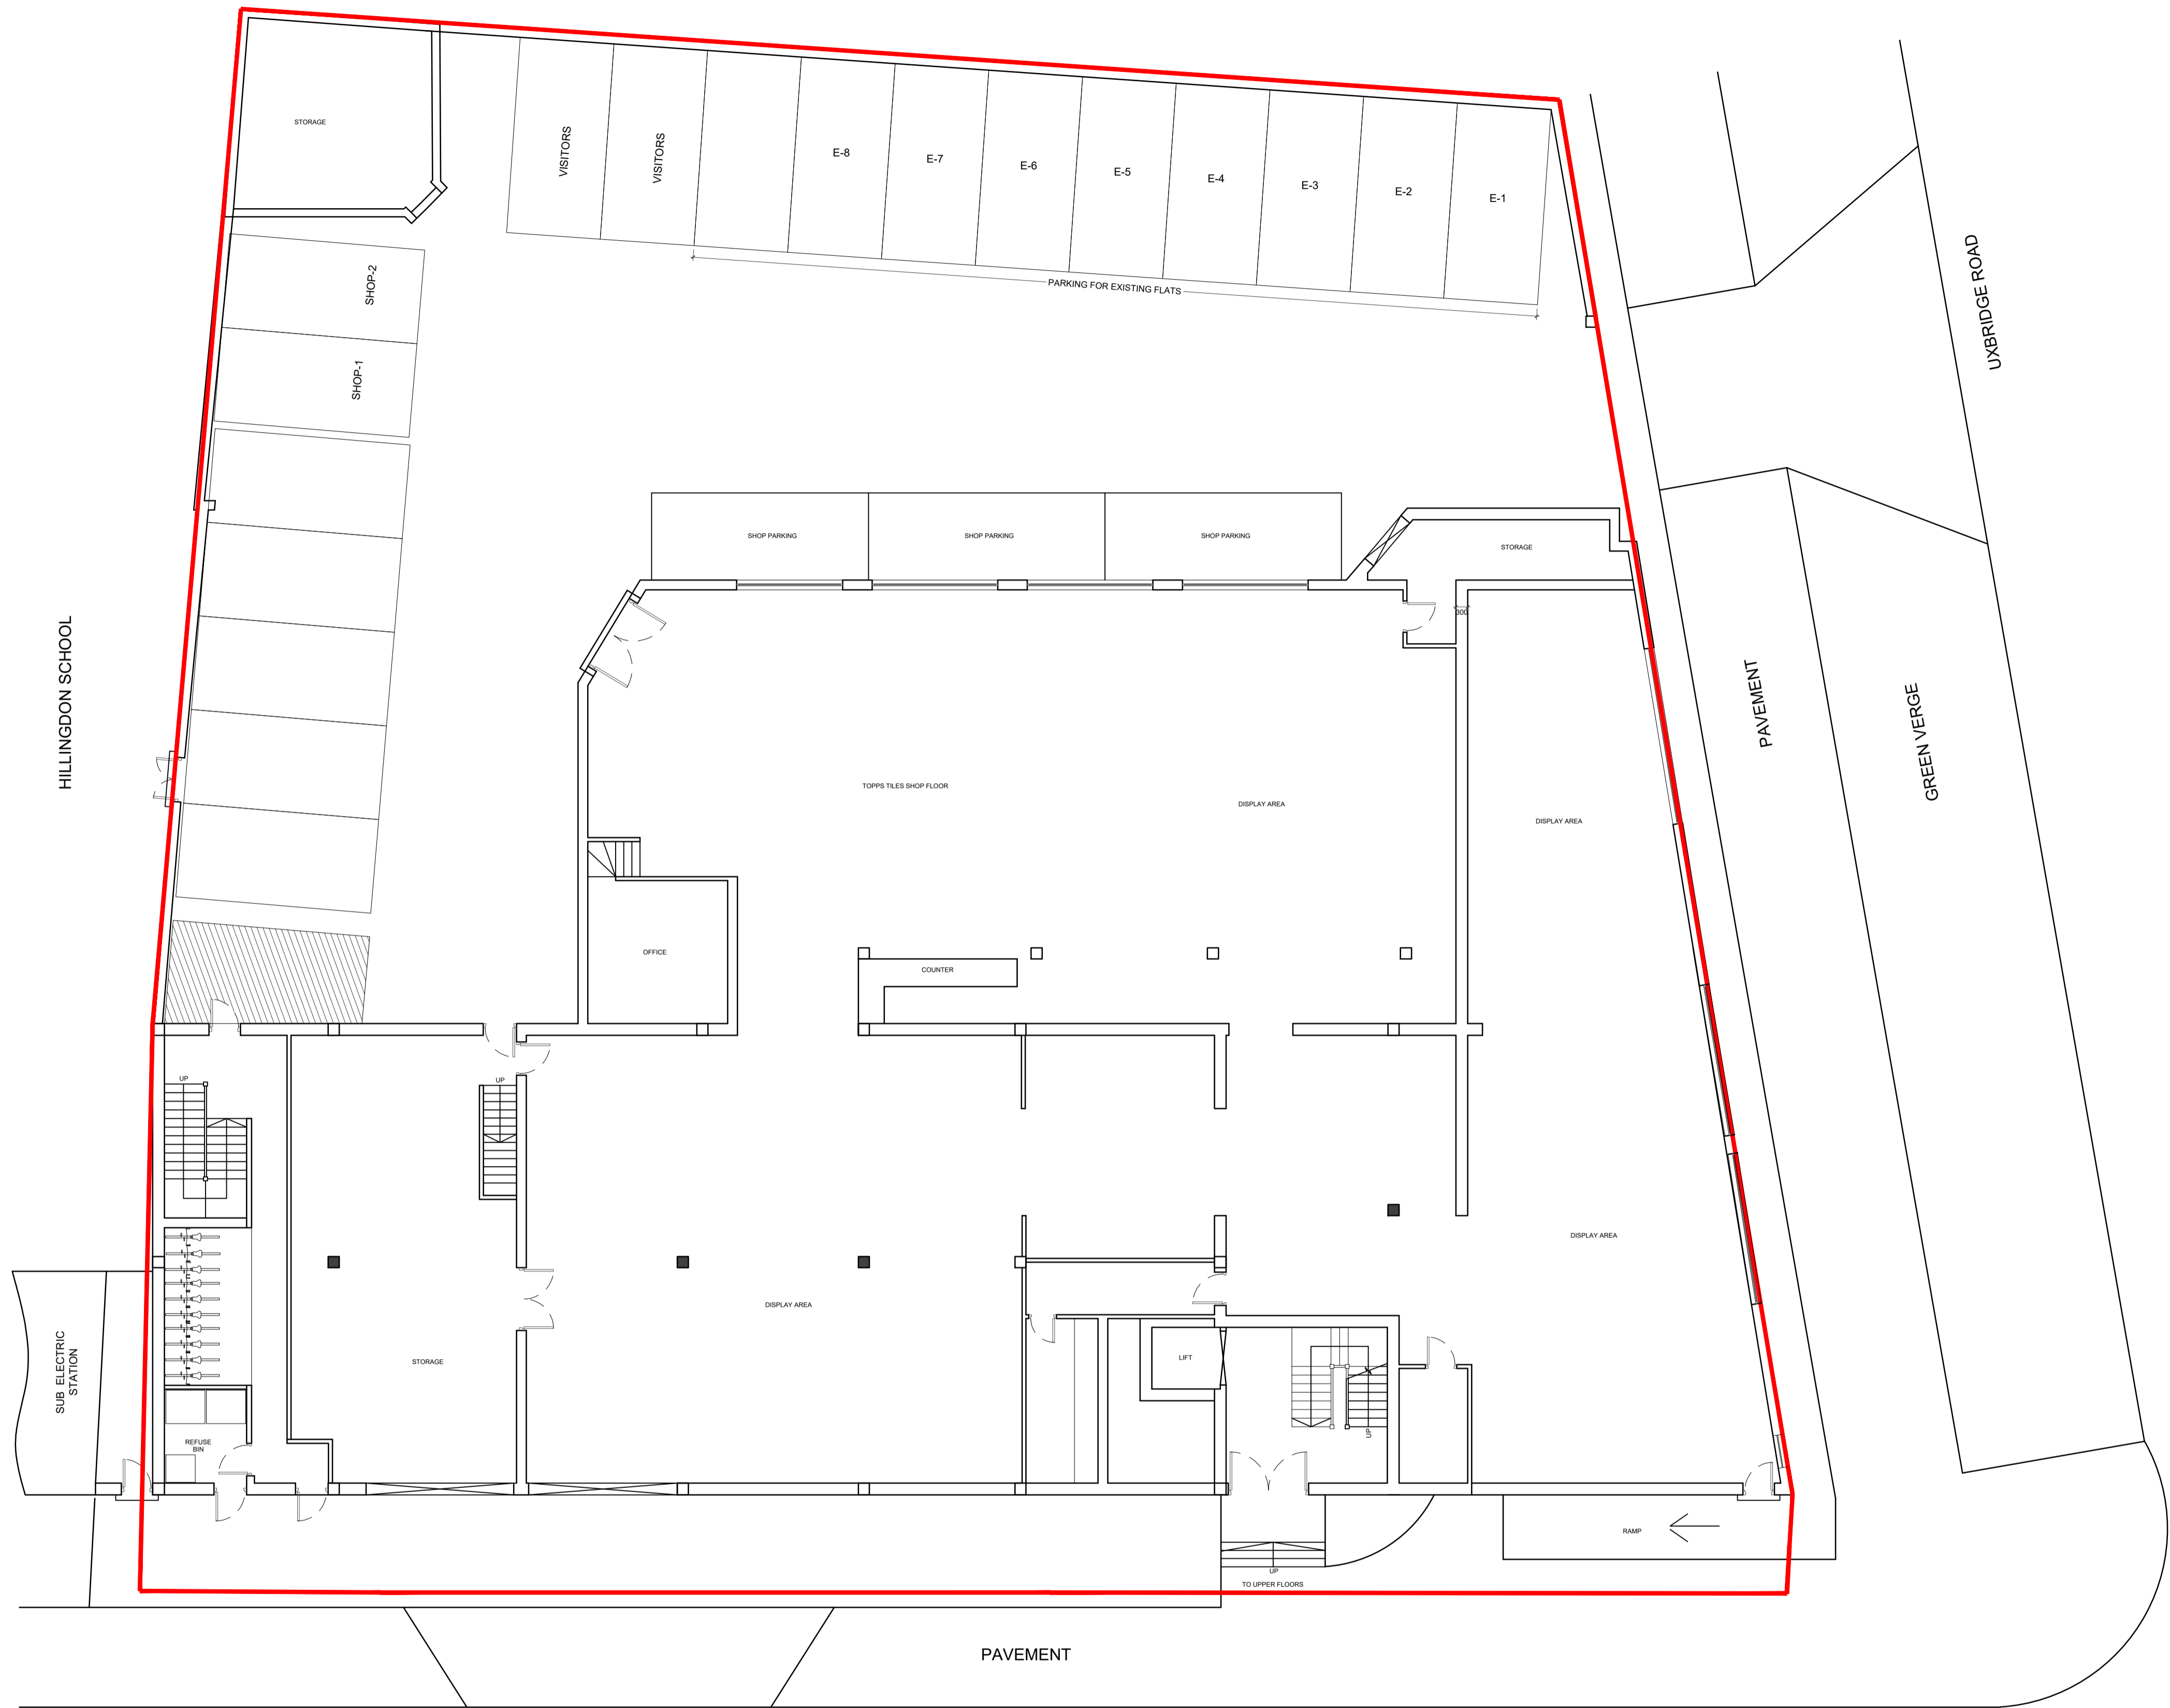 STORAGE
VISITORS
VISITORS
E-8
E-7
E-6
E-5
E-4
E-3
E-2
E-1
PARKING FOR EXISTING FLATS
SHOP-2
SHOP-1
UXBRIDGE ROAD
SHOP PARKING
SHOP PARKING
SHOP PARKING
STORAGE
300
HILLINGDON SCHOOL
PAVEMENT
GREEN VERGE
TOPPS TILES SHOP FLOOR
DISPLAY AREA
DISPLAY AREA
OFFICE
COUNTER
UP
UP
DISPLAY AREA
DISPLAY AREA
STORAGE
LIFT
SUB ELECTRIC
STATION
REFUSE
BIN
UP
RAMP
UP
TO UPPER FLOORS
PAVEMENT